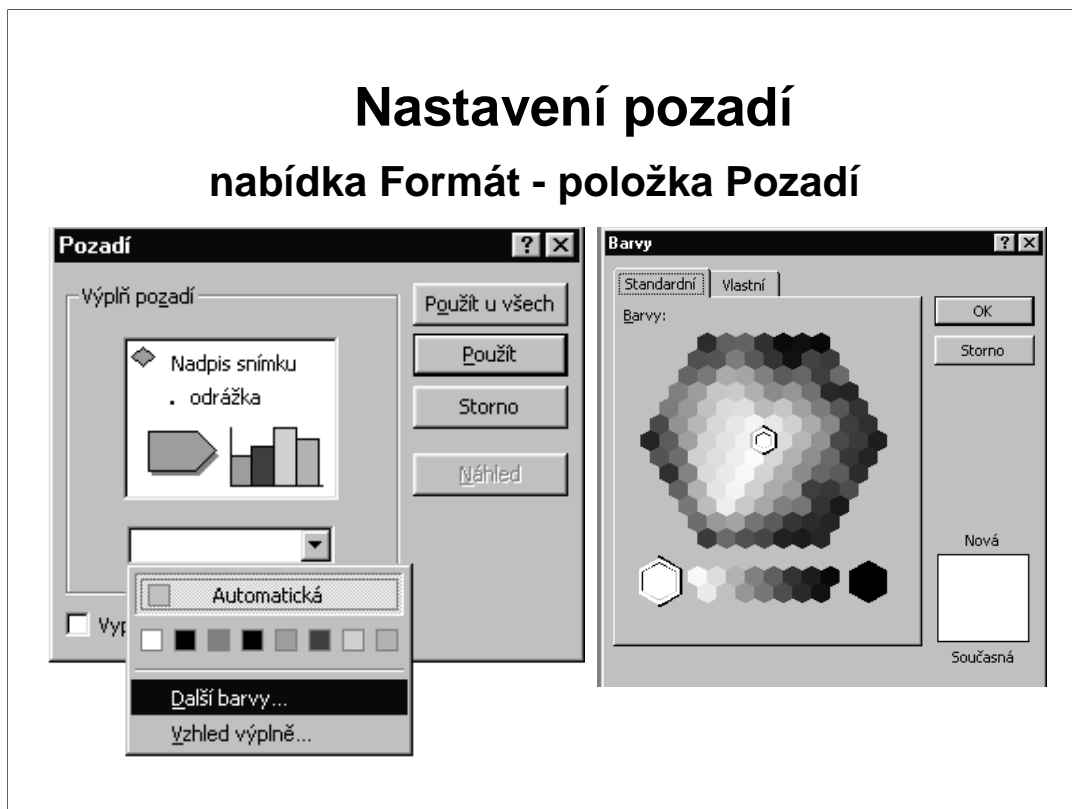 Nastavení pozadí
nabídka Formát - položka Pozadí
Pozadí
Výplň pozadí
Nadpis snímku
. odrážka
Automatická
Další barvy...
Vzhled výplně...
Použít u všech
Použít
Storno
Náhled
Barvy
Standardní Vlastní
Barvy:
OK
Storno
Nová
Současná